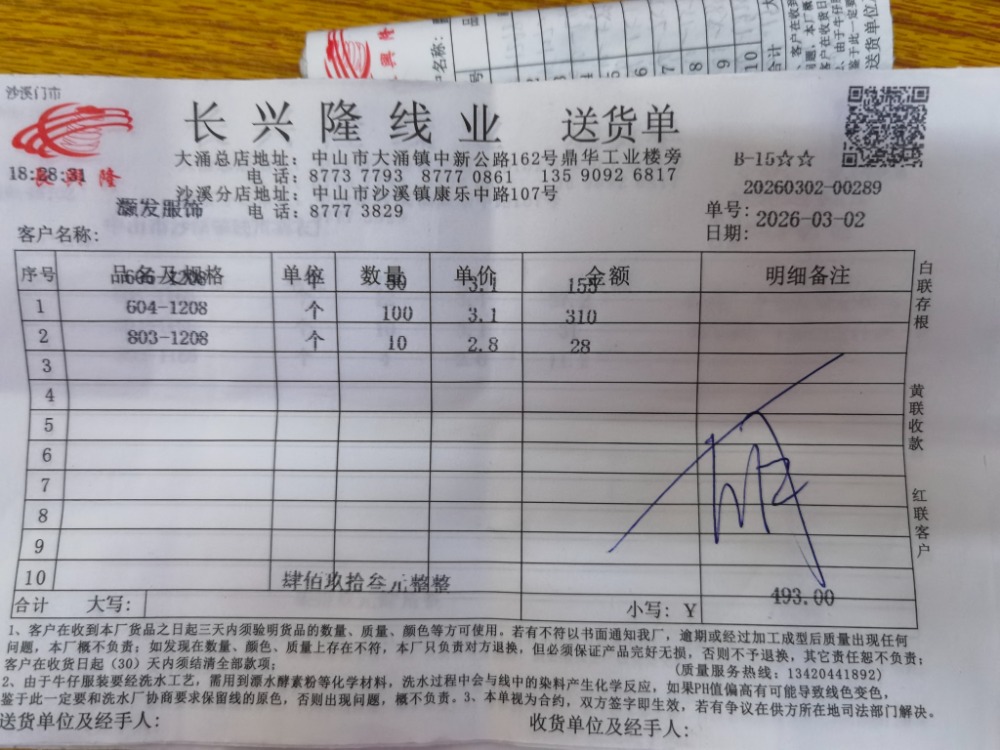 沙溪门市
长兴隆线业 送货单
长興隆
大涌总店地址：中山市大涌镇中新公路162号鼎华工业楼旁
B-15☆☆
18:28:31
电 话：8773 7793 8777 0861 135 9092 6817
20260302-00289
沙溪分店地址：中山市沙溪镇康乐中路107号
灏发服饰
电 话：8777 3829
单号：
2026-03-02
客户名称：
日期：
序号 品名及规格 单位 数量 单价 金额 明细备注
个 50 3.1 155
1 604-1208 个 100 3.1 310
2 803-1208 个 10 2.8 28
3
4
5
6
7
8
9
10 肆佰玖拾叁元整整
493.00
合计 大写： 小写：￥
白联存根
黄联收款
红联客户
1、客户在收到本厂货品之日起三天内须验明货品的数量、质量、颜色等方可使用。若有不符以书面通知我厂，逾期或经过加工成型后质量出现任何
问题，本厂概不负责；如发现在数量、颜色、质量上存在不符，本厂只负责对方退换，但必须保证产品完好无损，否则不予退换，其它责任恕不负责；
客户在收货日起（30）天内须结清全部款项；
(质量服务热线：13420441892)
2、由于牛仔服装要经洗水工艺，需用到漂水酵素粉等化学材料，洗水过程中会与线中的染料产生化学反应，如果PH值偏高有可能导致线色变色，
鉴于此一定要和洗水厂协商要求保留线的原色，否则出现问题，概不负责。3、本单视为合约，双方签字即生效，若有争议在供方所在地司法部门解决。
送货单位及经手人：
收货单位及经手人：